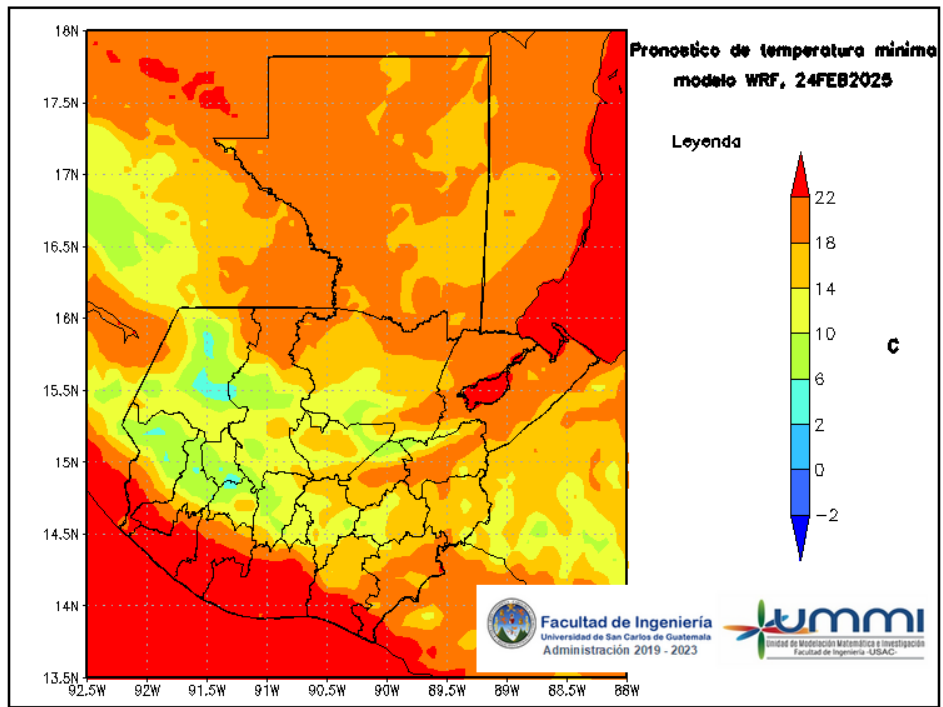 Pronostico de temperatura minima
modelo WRF, 24FEB2025
Leyenda
22
18
14
10
6
2
0
−2
C
18N
17.5N
17N
16.5N
16N
15.5N
15N
14.5N
14N
13.5N
92.5W 92W 91.5W 91W 90.5W 90W 89.5W 89W 88.5W 88W
Facultad de Ingeniería
Universidad de San Carlos de Guatemala
Administración 2019 - 2023
ummi
Unidad de Modelación Matemática e Investigación
Facultad de Ingeniería -USAC-